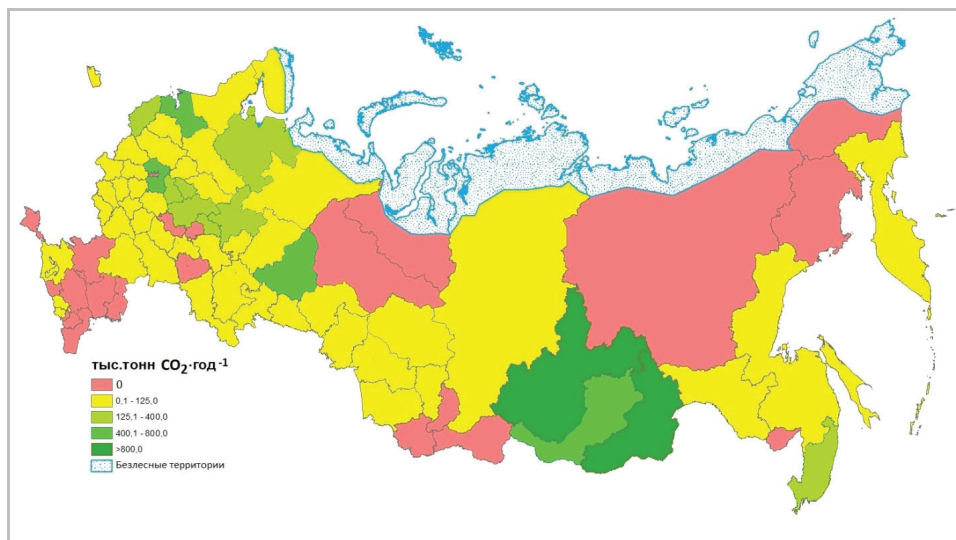 тыс.тонн CO₂·год⁻¹
0
0,1 - 125,0
125,1 - 400,0
400,1 - 800,0
>800,0
Безлесные территории